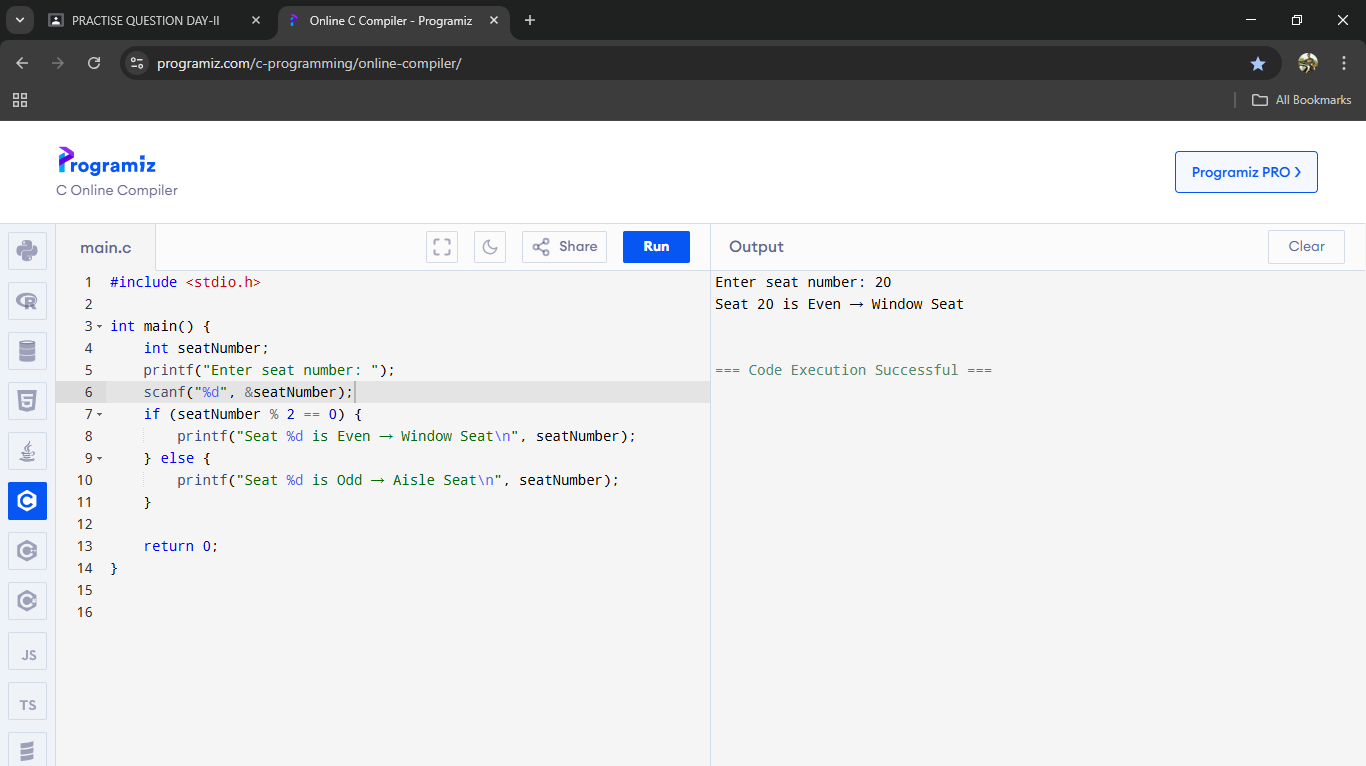 PRACTISE QUESTION DAY-II
Online C Compiler - Programiz
programiz.com/c-programming/online-compiler/
All Bookmarks
Programiz
C Online Compiler
Programiz PRO
main.c
Share
Run
Output
Clear
1 #include <stdio.h>
2
3 int main() {
4     int seatNumber;
5     printf("Enter seat number: ");
6     scanf("%d", &seatNumber);
7     if (seatNumber % 2 == 0) {
8         printf("Seat %d is Even → Window Seat\n", seatNumber);
9     } else {
10         printf("Seat %d is Odd → Aisle Seat\n", seatNumber);
11     }
12
13     return 0;
14 }
15
16
Enter seat number: 20
Seat 20 is Even → Window Seat
=== Code Execution Successful ===
R
5
C
C
C
JS
TS